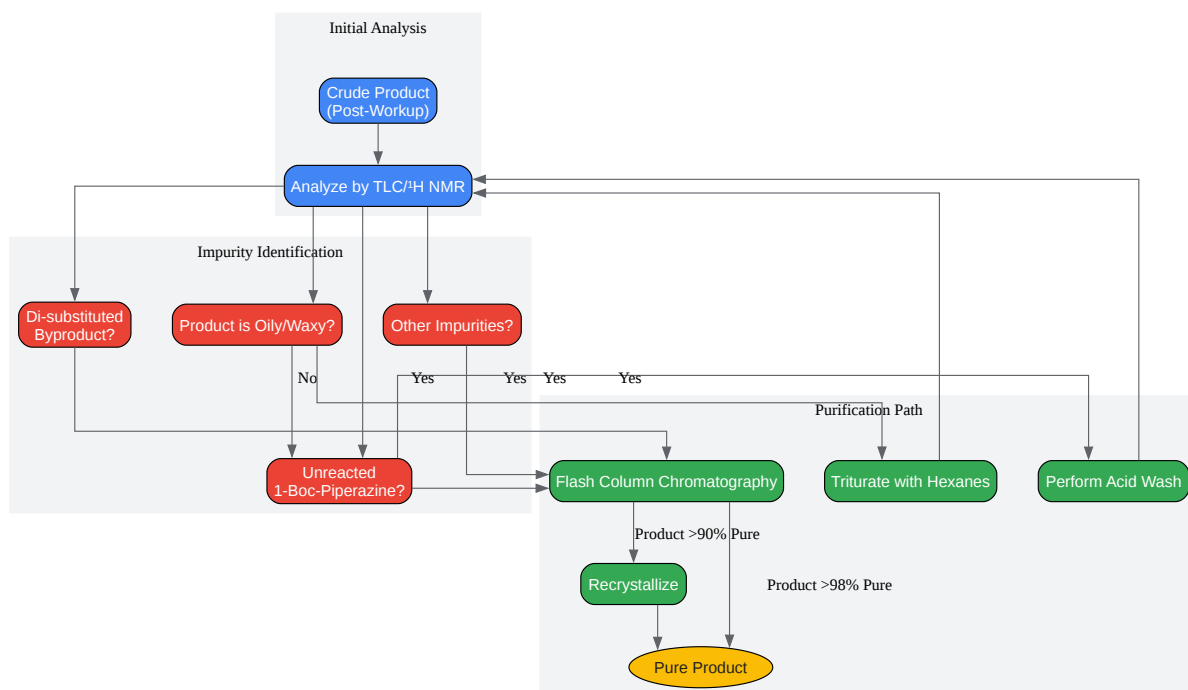 Initial Analysis
Crude Product
(Post-Workup)
Analyze by TLC/¹H NMR
Impurity Identification
Di-substituted
Byproduct?
Product is Oily/Waxy?
Other Impurities?
No
Yes
Yes
Yes
Yes
Purification Path
Unreacted
1-Boc-Piperazine?
Flash Column Chromatography
Triturate with Hexanes
Perform Acid Wash
Product >90% Pure
Recrystallize
Product >98% Pure
Pure Product